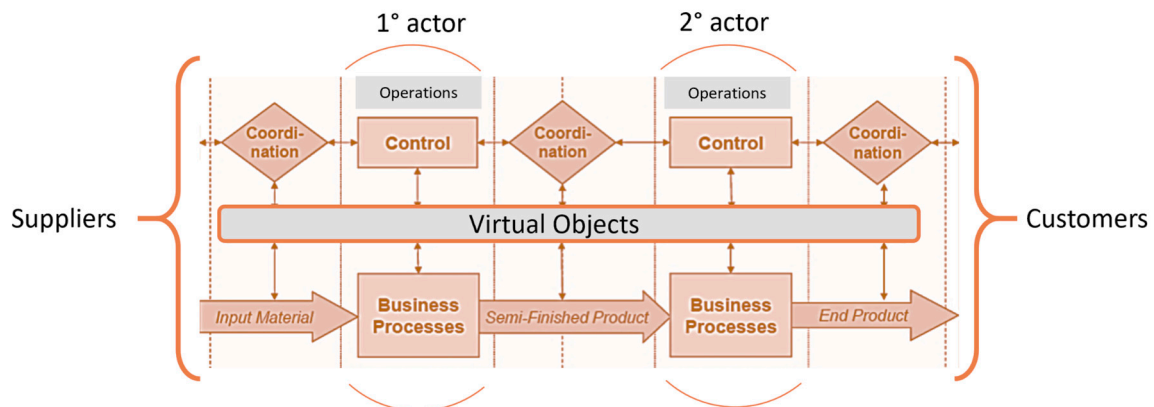 1° actor
2° actor
Operations
Operations
Coordi-
nation
Control
Coordi-
nation
Control
Coordi-
nation
Suppliers
Virtual Objects
Customers
Input Material
Business
Processes
Semi-Finished Product
Business
Processes
End Product